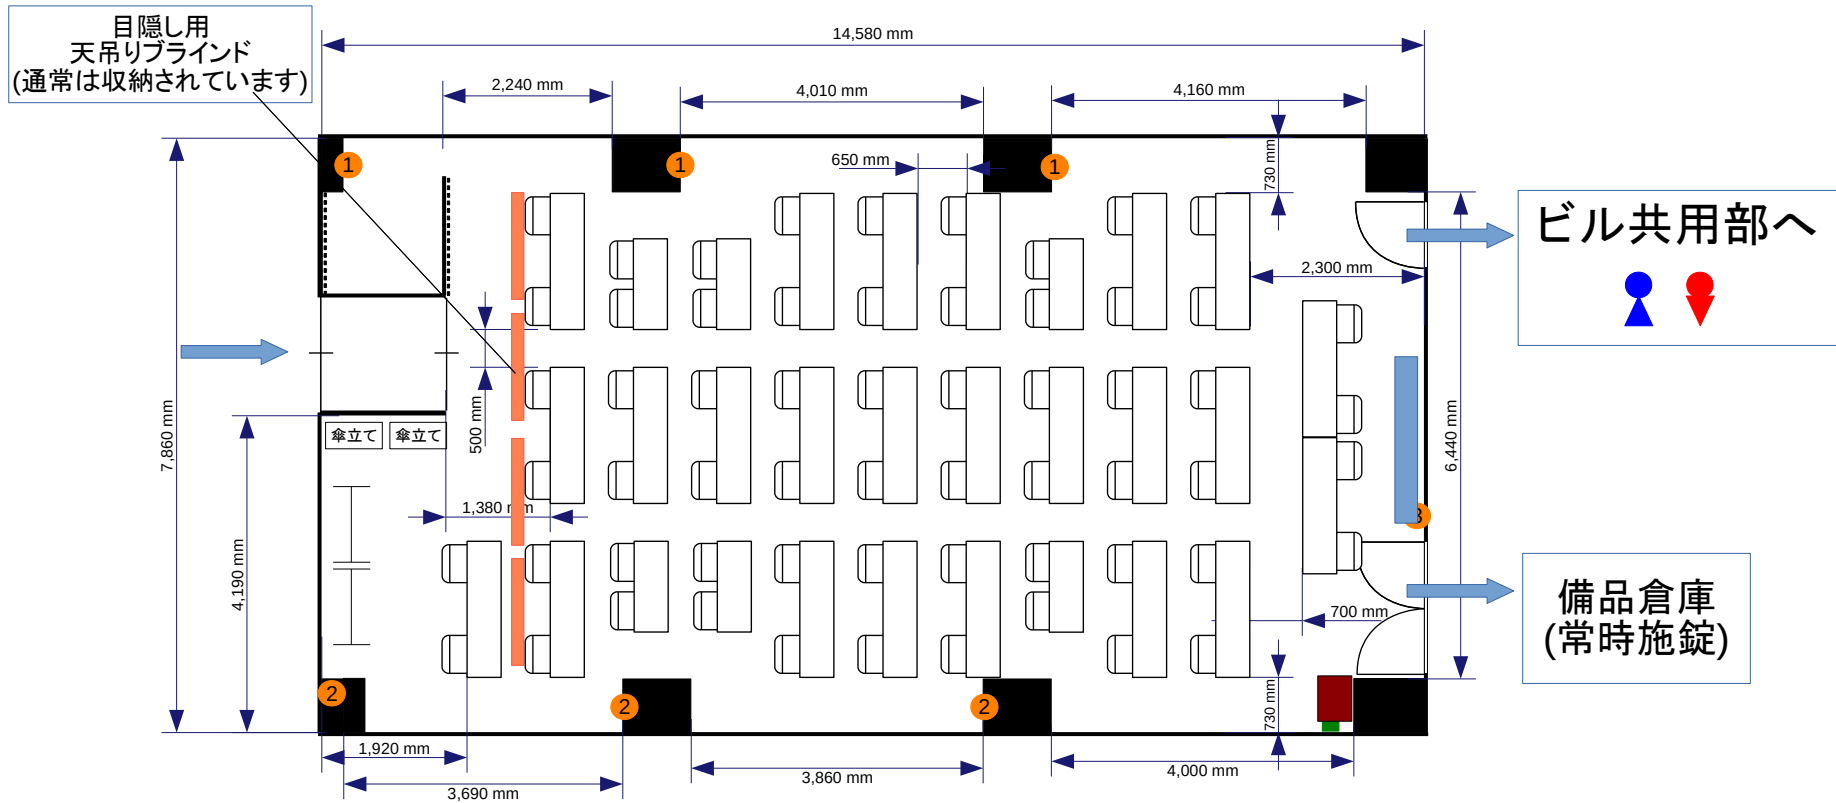 目隠し用
天吊りブラインド
(通常は収納されています)
14,580 mm
2,240 mm
4,010 mm
4,160 mm
1
1
1
650 mm
730 mm
ビル共用部へ
2,300 mm
7,860 mm
500 mm
傘立て
傘立て
6,440 mm
1,380 mm
3
4,190 mm
備品倉庫
(常時施錠)
700 mm
2
2
2
730 mm
1,920 mm
3,690 mm
3,860 mm
4,000 mm